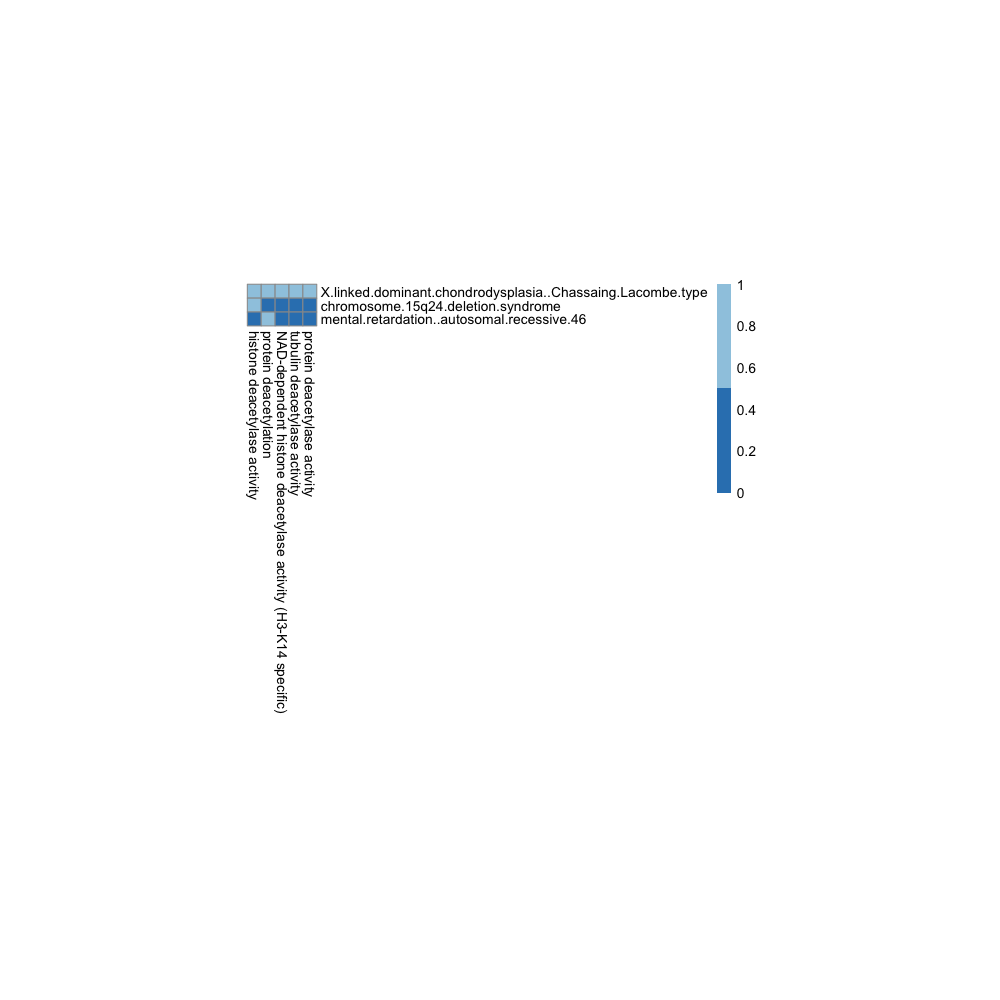 X.linked.dominant.chondrodysplasia..Chassaing.Lacombe.type
chromosome.15q24.deletion.syndrome
mental.retardation..autosomal.recessive.46
histone deacetylase activity
protein deacetylation
NAD-dependent histone deacetylase activity (H3-K14 specific)
tubulin deacetylase activity
protein deacetylase activity
1
0.8
0.6
0.4
0.2
0